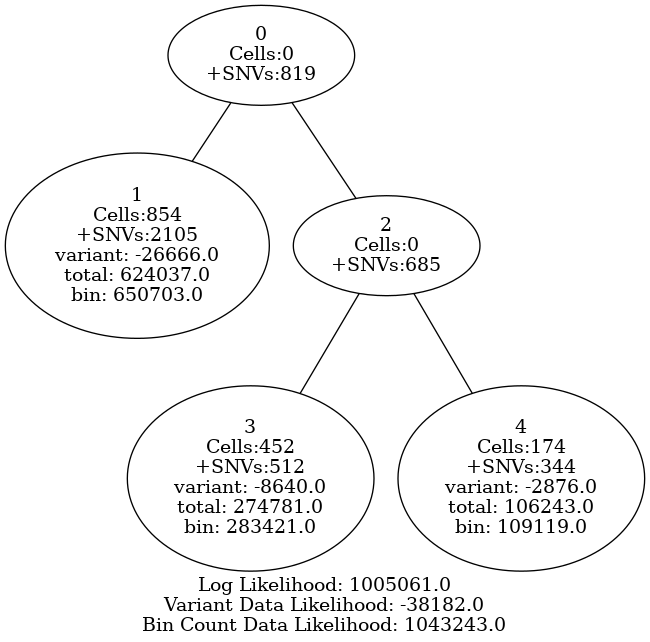 0
Cells:0
+SNVs:819
1
Cells:854
+SNVs:2105
variant: -26666.0
total: 624037.0
bin: 650703.0
2
Cells:0
+SNVs:685
3
Cells:452
+SNVs:512
variant: -8640.0
total: 274781.0
bin: 283421.0
4
Cells:174
+SNVs:344
variant: -2876.0
total: 106243.0
bin: 109119.0
Log Likelihood: 1005061.0
Variant Data Likelihood: -38182.0
Bin Count Data Likelihood: 1043243.0